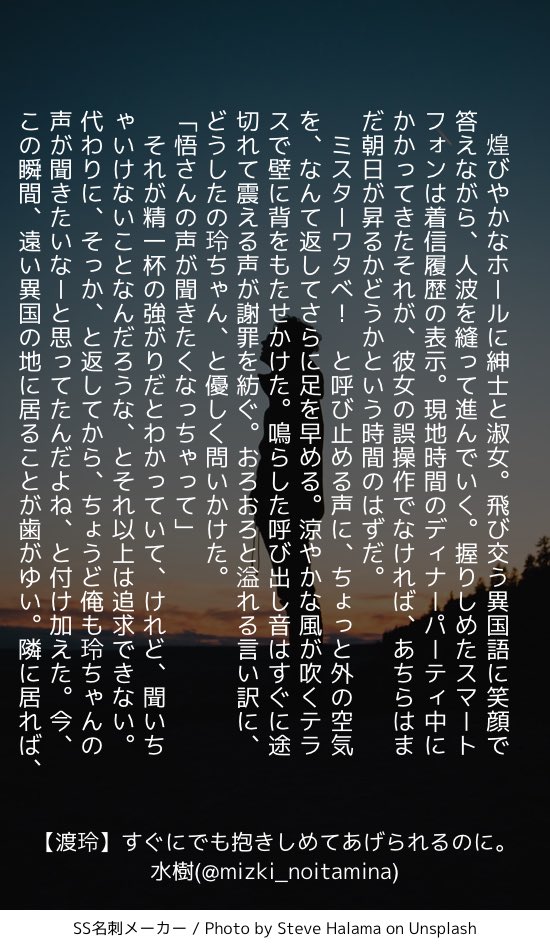 煌びやかなホールに紳士と淑女。飛び交う異国語に笑顔で
答えながら、人波を縫って進んでいく。握りしめたスマート
フォンは着信履歴の表示。現地時間のディナーパーティ中に
かかってきたそれが、彼女の誤操作でなければ、あちらはま
だ朝日が昇るかどうかという時間のはずだ。
　ミスターワタベ！　と呼び止める声に、ちょっと外の空気
を、なんて返してさらに足を早める。涼やかな風が吹くテラ
スで壁に背をもたせかけた。鳴らした呼び出し音はすぐに途
切れて震える声が謝罪を紡ぐ。おろおろと溢れる言い訳に、
どうしたの玲ちゃん、と優しく問いかけた。
「悟さんの声が聞きたくなっちゃって」
　それが精一杯の強がりだとわかっていて、けれど、聞いち
ゃいけないことなんだろうな、とそれ以上は追求できない。
代わりに、そっか、と返してから、ちょうど俺も玲ちゃんの
声が聞きたいなーと思ってたんだよね、と付け加えた。今、
この瞬間、遠い異国の地に居ることが歯がゆい。隣に居れば、
【渡玲】すぐにでも抱きしめてあげられるのに。
水樹(@mizki_noitamina)
SS名刺メーカー / Photo by Steve Halama on Unsplash